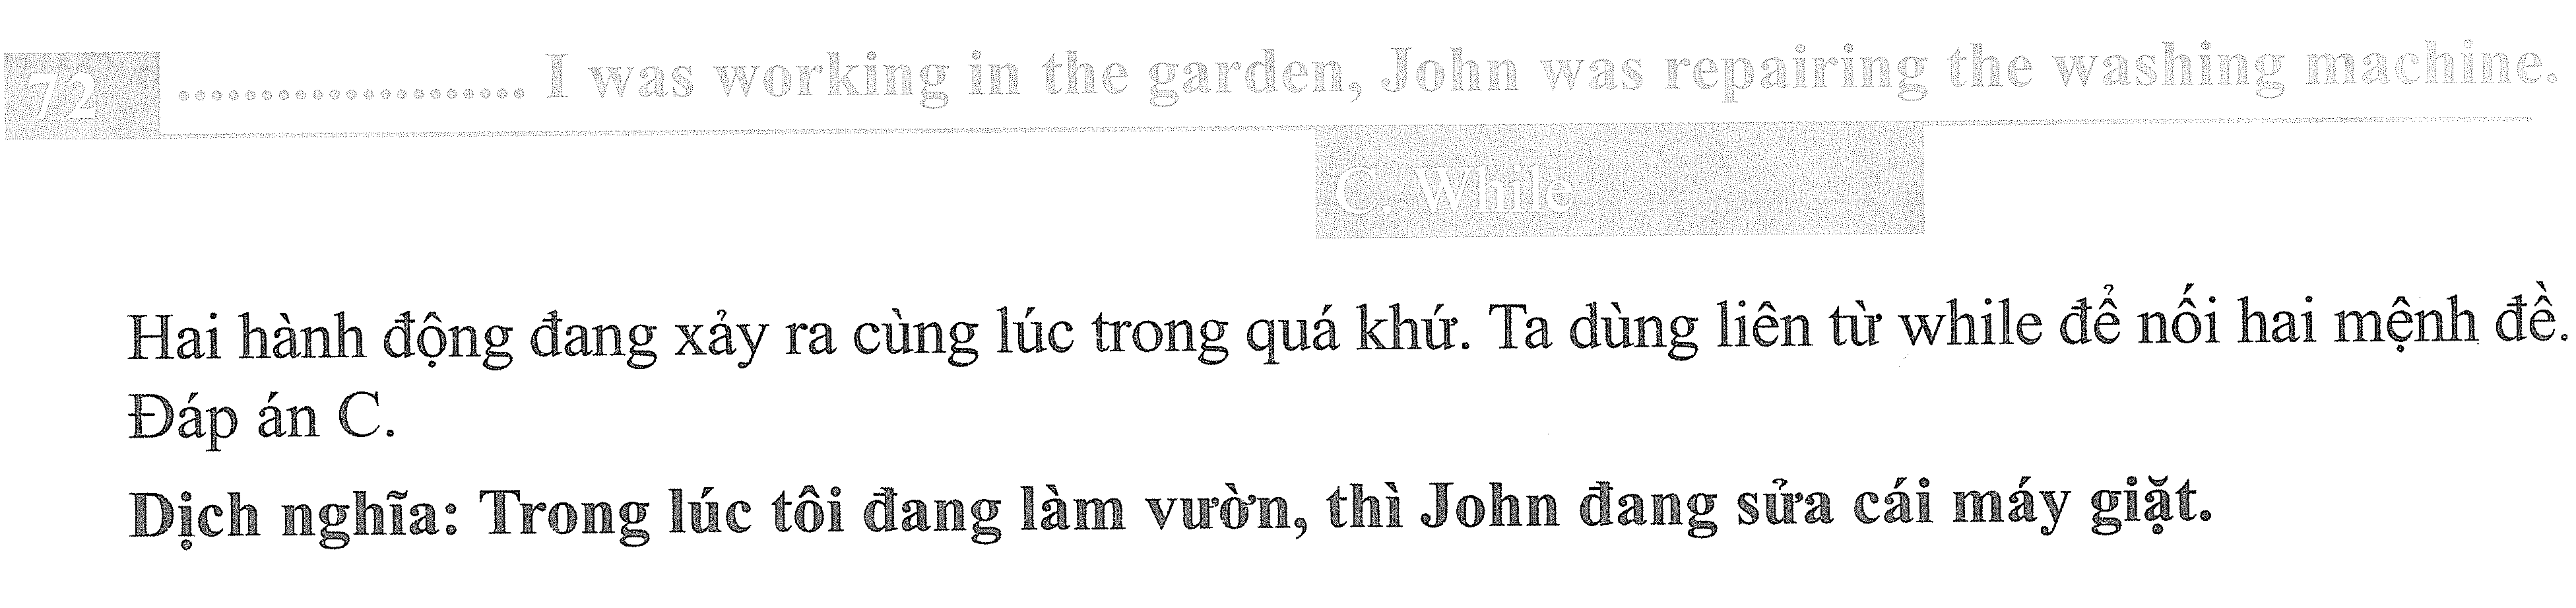 72 ..................... I was working in the garden, John was repairing the washing machine.
C. While
Hai hành động đang xảy ra cùng lúc trong quá khứ. Ta dùng liên từ while để nối hai mệnh đề.
Đáp án C.
Dịch nghĩa: Trong lúc tôi đang làm vườn, thì John đang sửa cái máy giặt.